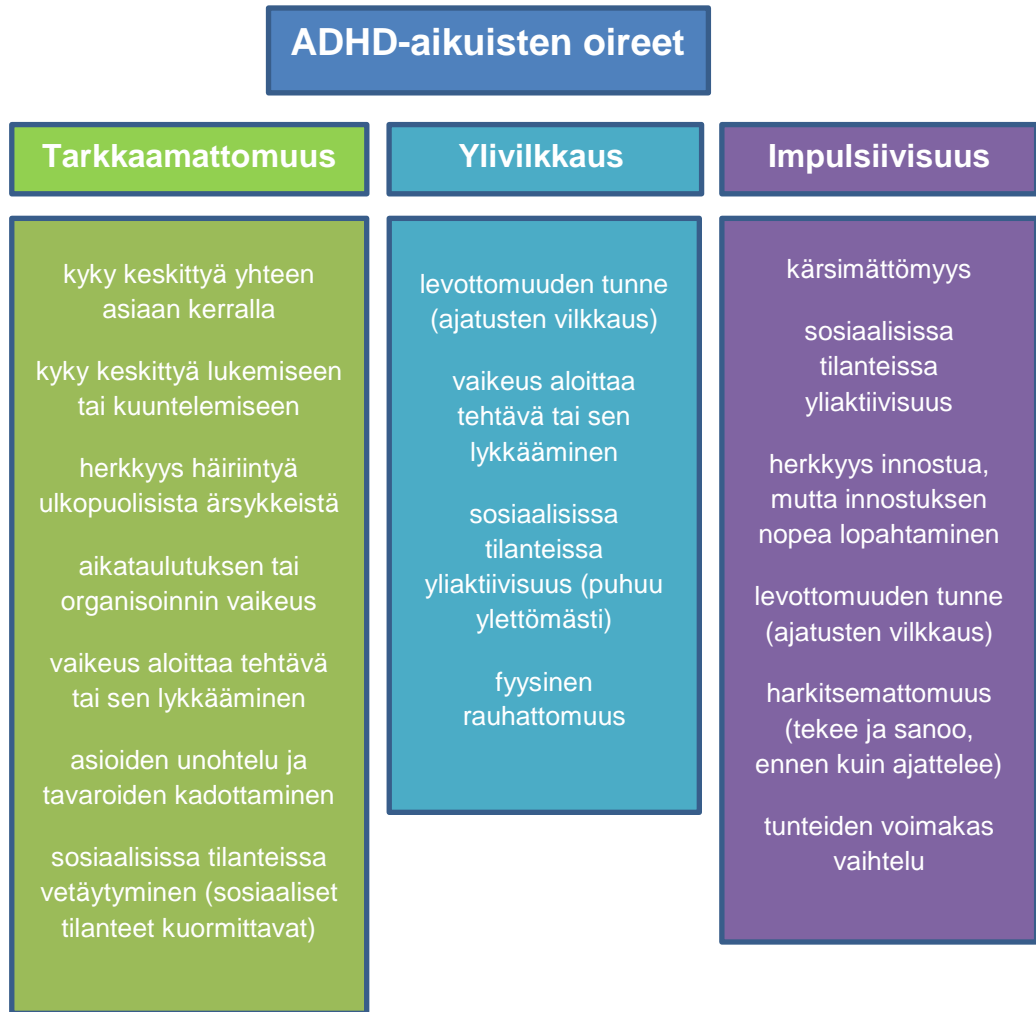 ADHD-aikuisten oireet
Tarkkaamattomuus
kyky keskittyä yhteen
asiaan kerralla
kyky keskittyä lukemiseen
tai kuuntelemiseen
herkkyys häiriintyä
ulkopuolisista ärsykkeistä
aikataulutuksen tai
organisoinnin vaikeus
vaikeus aloittaa tehtävä
tai sen lykkääminen
asioiden unohtelu ja
tavaroiden kadottaminen
sosiaalisissa tilanteissa
vetäytyminen (sosiaaliset
tilanteet kuormittavat)
Ylivilkkaus
levottomuuden tunne
(ajatusten vilkkaus)
vaikeus aloittaa
tehtävä tai sen
lykkääminen
sosiaalisissa
tilanteissa
yliaktiivisuus (puhuu
ylettömästi)
fyysinen
rauhattomuus
Impulsiivisuus
kärsimättömyys
sosiaalisissa
tilanteissa
yliaktiivisuus
herkkyys innostua,
mutta innostuksen
nopea lopahtaminen
levottomuuden tunne
(ajatusten vilkkaus)
harkitsemattomuus
(tekee ja sanoo,
ennen kuin ajattelee)
tunteiden voimakas
vaihtelu